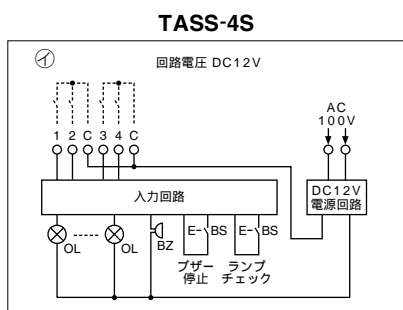 TASS-4S
イ
回路電圧 DC12V
AC
100V
1 2 C 3 4 C
入力回路
DC12V
電源回路
OL OL BZ E BS E BS
ブザー
停止
ランプ
チェック